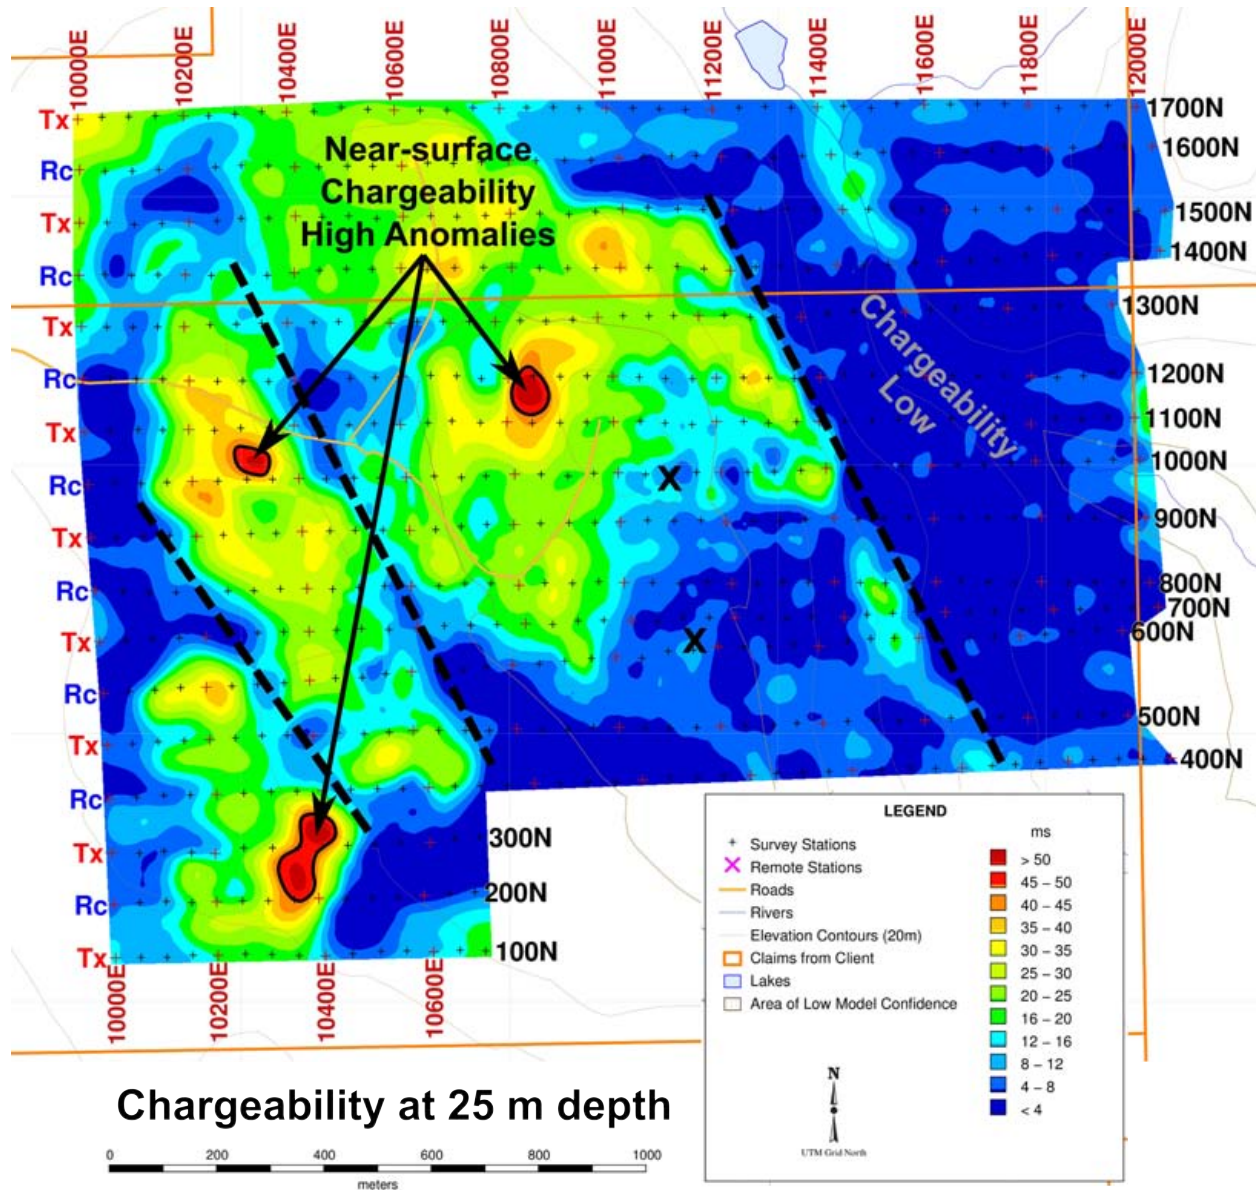 10000E
10200E
10400E
10600E
10800E
11000E
11200E
11400E
11600E
11800E
12000E
Tx
Rc
Tx
Rc
Tx
Rc
Tx
Rc
Tx
Rc
Tx
Rc
Tx
Rc
Tx
Rc
Tx
Near-surface
Chargeability
High Anomalies
Chargeability
Low
X
X
1700N
1600N
1500N
1400N
1300N
1200N
1100N
1000N
900N
800N
700N
600N
500N
400N
300N
200N
100N
10000E
10200E
10400E
10600E
LEGEND
Survey Stations
Remote Stations
Roads
Rivers
Elevation Contours (20m)
Claims from Client
Lakes
Area of Low Model Confidence
ms
> 50
45 – 50
40 – 45
35 – 40
30 – 35
25 – 30
20 – 25
16 – 20
12 – 16
8 – 12
4 – 8
< 4
N
UTM Grid North
Chargeability at 25 m depth
0 200 400 600 800 1000
meters